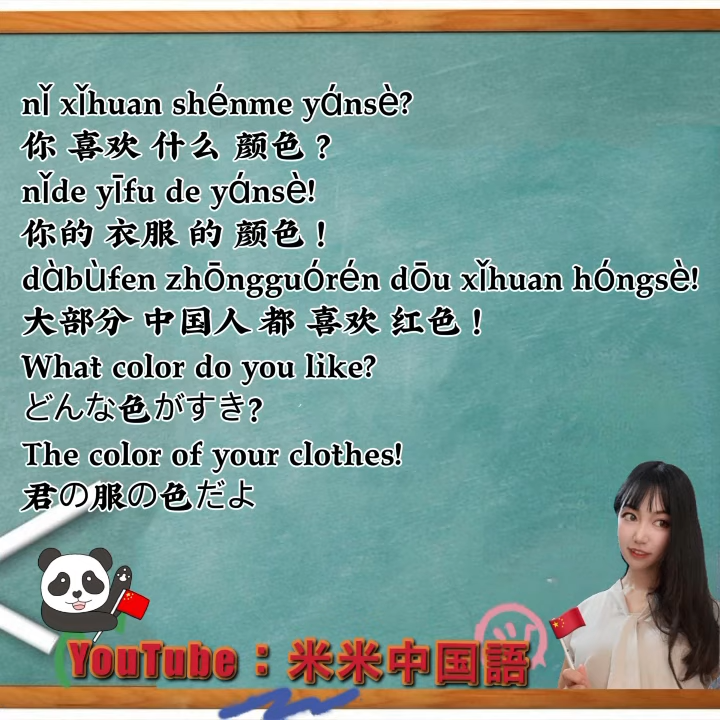 nǐ xǐhuan shénme yánsè?
你 喜欢 什么 颜色 ?
nǐde yīfu de yánsè!
你的 衣服 的 颜色 !
dàbùfen zhōngguórén dōu xǐhuan hóngsè!
大部分 中国人 都 喜欢 红色 !
What color do you like?
どんな色がすき?
The color of your clothes!
君の服の色だよ
YouTube：米米中国語